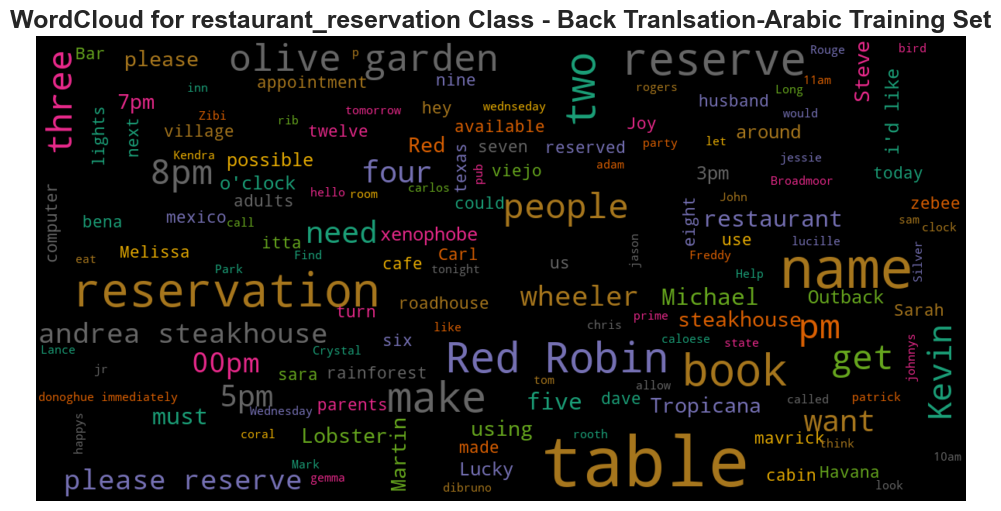 WordCloud for restaurant_reservation Class - Back Tranlsation-Arabic Training Set
three
Bar
please
olive garden
p
reserve
Rouge
Steve
bird
inn
appointment
nine
two
rogers
11am
Long
i'd like
7pm
Zibi
tomorrow
hey
wednseday
husband
would
lights
next
village
rib
twelve
available
Joy
party
let
around
Kendra
possible
Red
seven
reserved
jessie
8pm
o'clock
hello
room
four
carlos
texas
pub
viejo
adam
3pm
Broadmoor
today
computer
adults
could
people
John
zebee
bena
mexico
call
need
xenophobe
eight
restaurant
sam
clock
Melissa
itta
Find
Carl
use
lucille
Silver
eat
Park
cafe
tonight
us
jason
Freddy
Help
name
reservation
turn
roadhouse
wheeler
Michael
Outback
Sarah
andrea steakhouse
like
chris
prime
steakhouse
pm
Lance
Crystal
six
caloese
state
johnnys
Kevin
jr
00pm
sara
rainforest
Red Robin
book
get
donoghue immediately
5pm
Wednesday
parents
make
tom
five
allow
dave
Tropicana
called
patrick
want
happys
must
coral
Lobster
Martin
using
made
rooth
mavrick
think
10am
please reserve
Mark
gemma
Lucky
dibruno
table
cabin
Havana
look